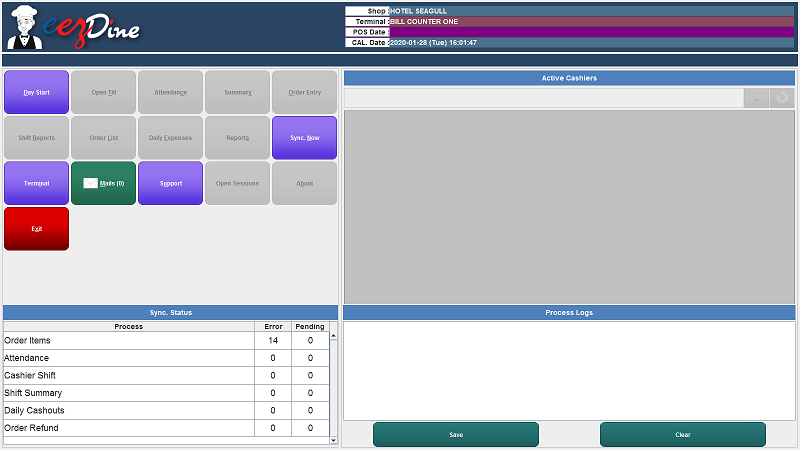 eezDine
Shop : HOTEL SEAGULL
Terminal : BILL COUNTER ONE
POS Date :
CAL. Date : 2020-01-28 (Tue) 16:01:47
Day Start Open Till Attendance Summary Order Entry
Shift Reports Order List Daily Expenses Reports Sync. Now
Terminal Mails (0) Support Open Sessions About
Exit
Active Cashiers
...
Sync. Status
Process Error Pending
Order Items 14 0
Attendance 0 0
Cashier Shift 0 0
Shift Summary 0 0
Daily Cashouts 0 0
Order Refund 0 0
Process Logs
Save Clear